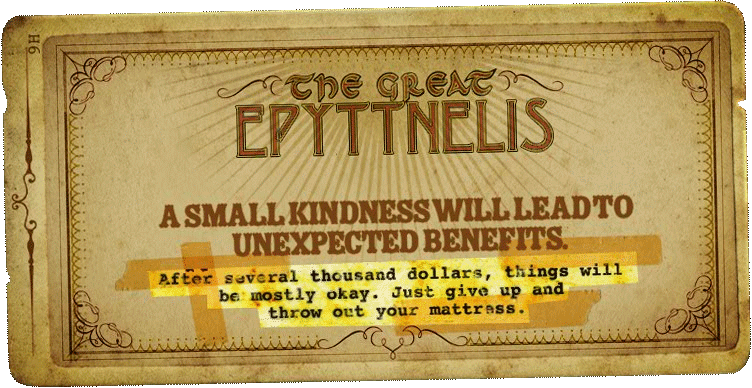 H6
THE GREAT
EPYTTNELIS
A SMALL KINDNESS WILL LEAD TO
UNEXPECTED BENEFITS.
After several thousand dollars, things will
be mostly okay. Just give up and
throw out your mattress.